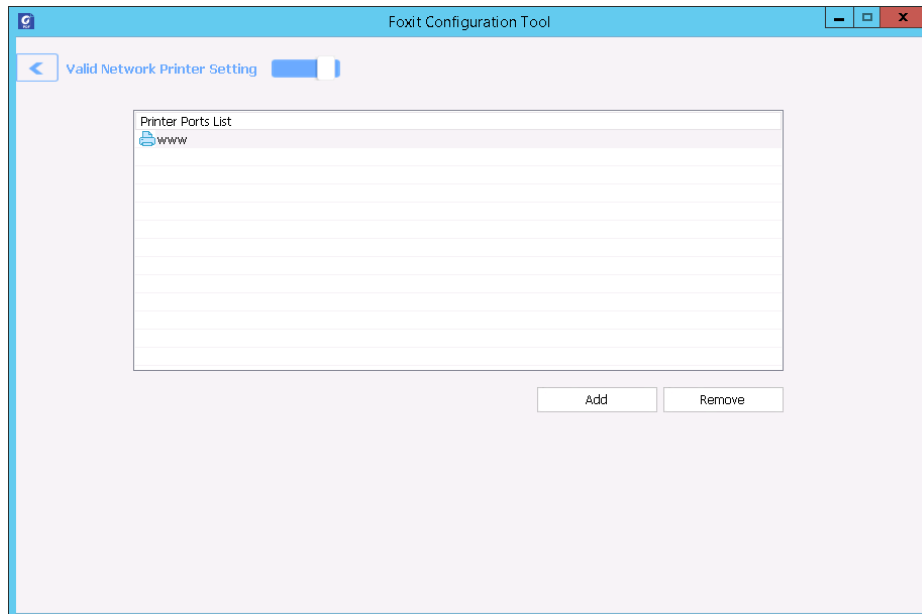 Foxit Configuration Tool
Valid Network Printer Setting
Printer Ports List
www
Add
Remove